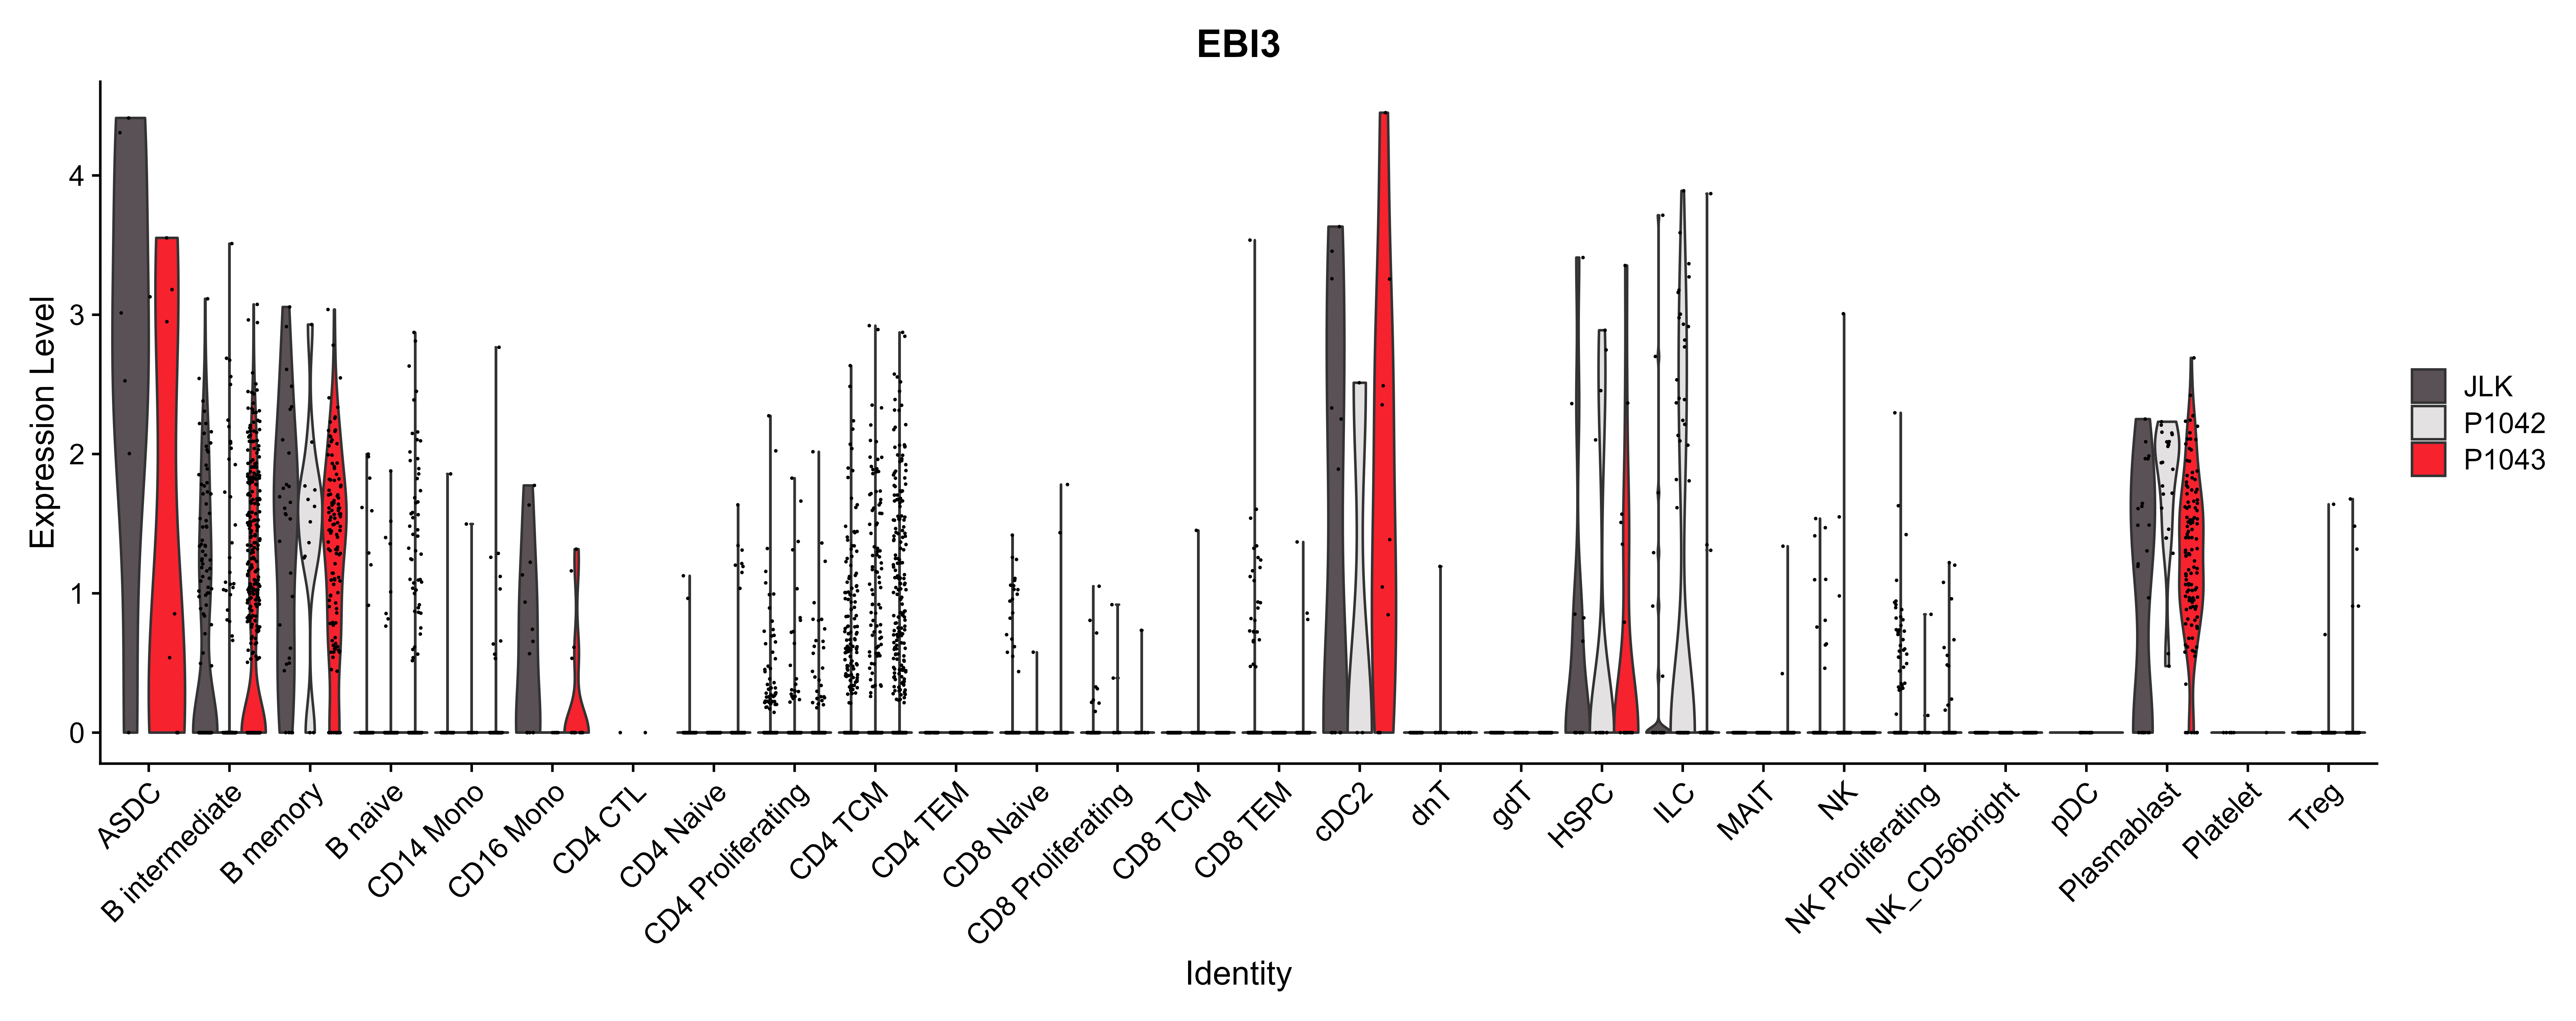 EBI3
Expression Level
4
3
2
1
0
ASDC
B intermediate
B memory
B naive
CD14 Mono
CD16 Mono
CD4 CTL
CD4 Naive
CD4 Proliferating
CD4 TCM
CD4 TEM
CD8 Naive
CD8 Proliferating
CD8 TCM
CD8 TEM
cDC2
dnT
gdT
HSPC
ILC
MAIT
NK
NK Proliferating
NK_CD56bright
pDC
Plasmablast
Platelet
Treg
Identity
JLK
P1042
P1043